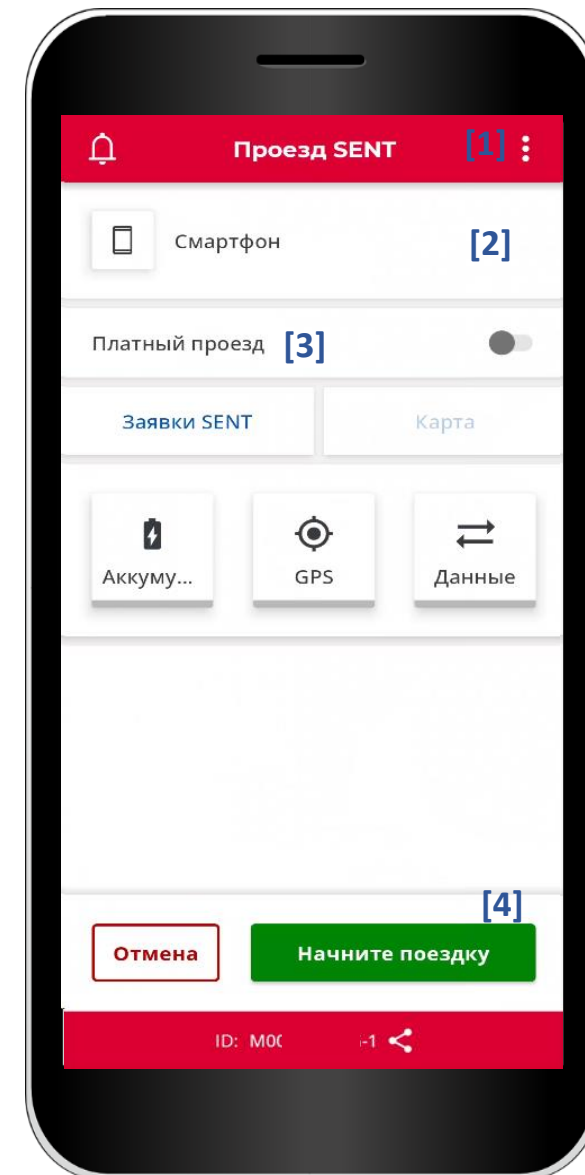 Проезд SENT [1]
Смартфон [2]
Платный проезд [3]
Заявки SENT Карта
Аккуму... GPS Данные
[4]
Отмена Начните поездку
ID: M00 -1